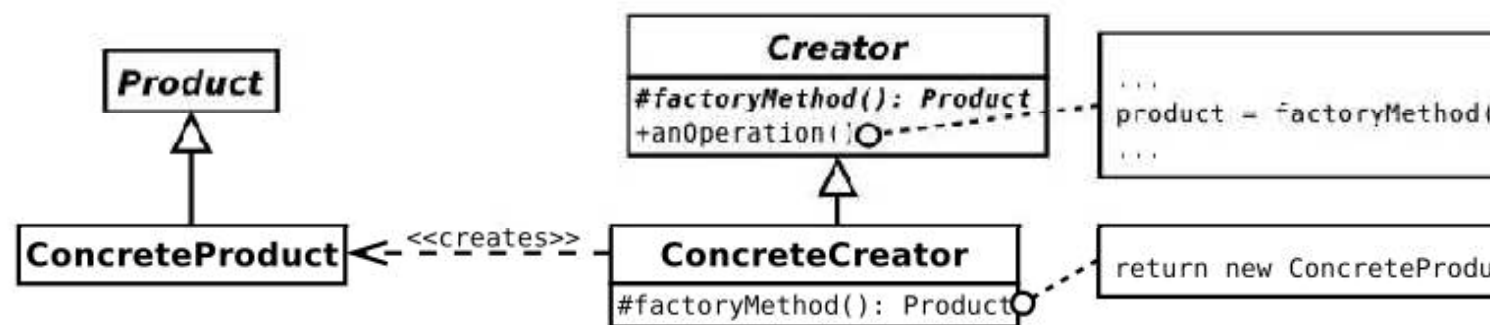 Product
ConcreteProduct
<<creates>>
Creator
#factoryMethod(): Product
+anOperation()
ConcreteCreator
#factoryMethod(): Product
...
product = factoryMethod(
...
return new ConcreteProdu